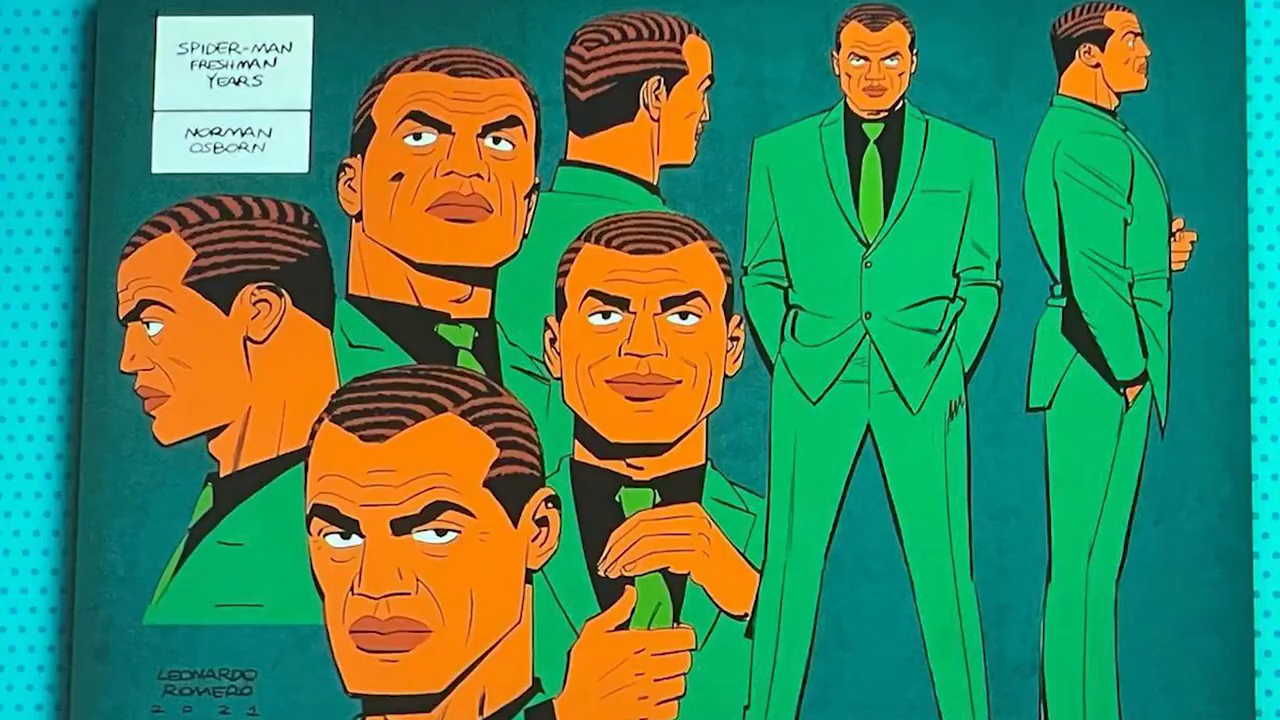 SPIDER-MAN
FRESHMAN
YEARS
NORMAN
OSBORN
LEONARDO
ROMERO
2021